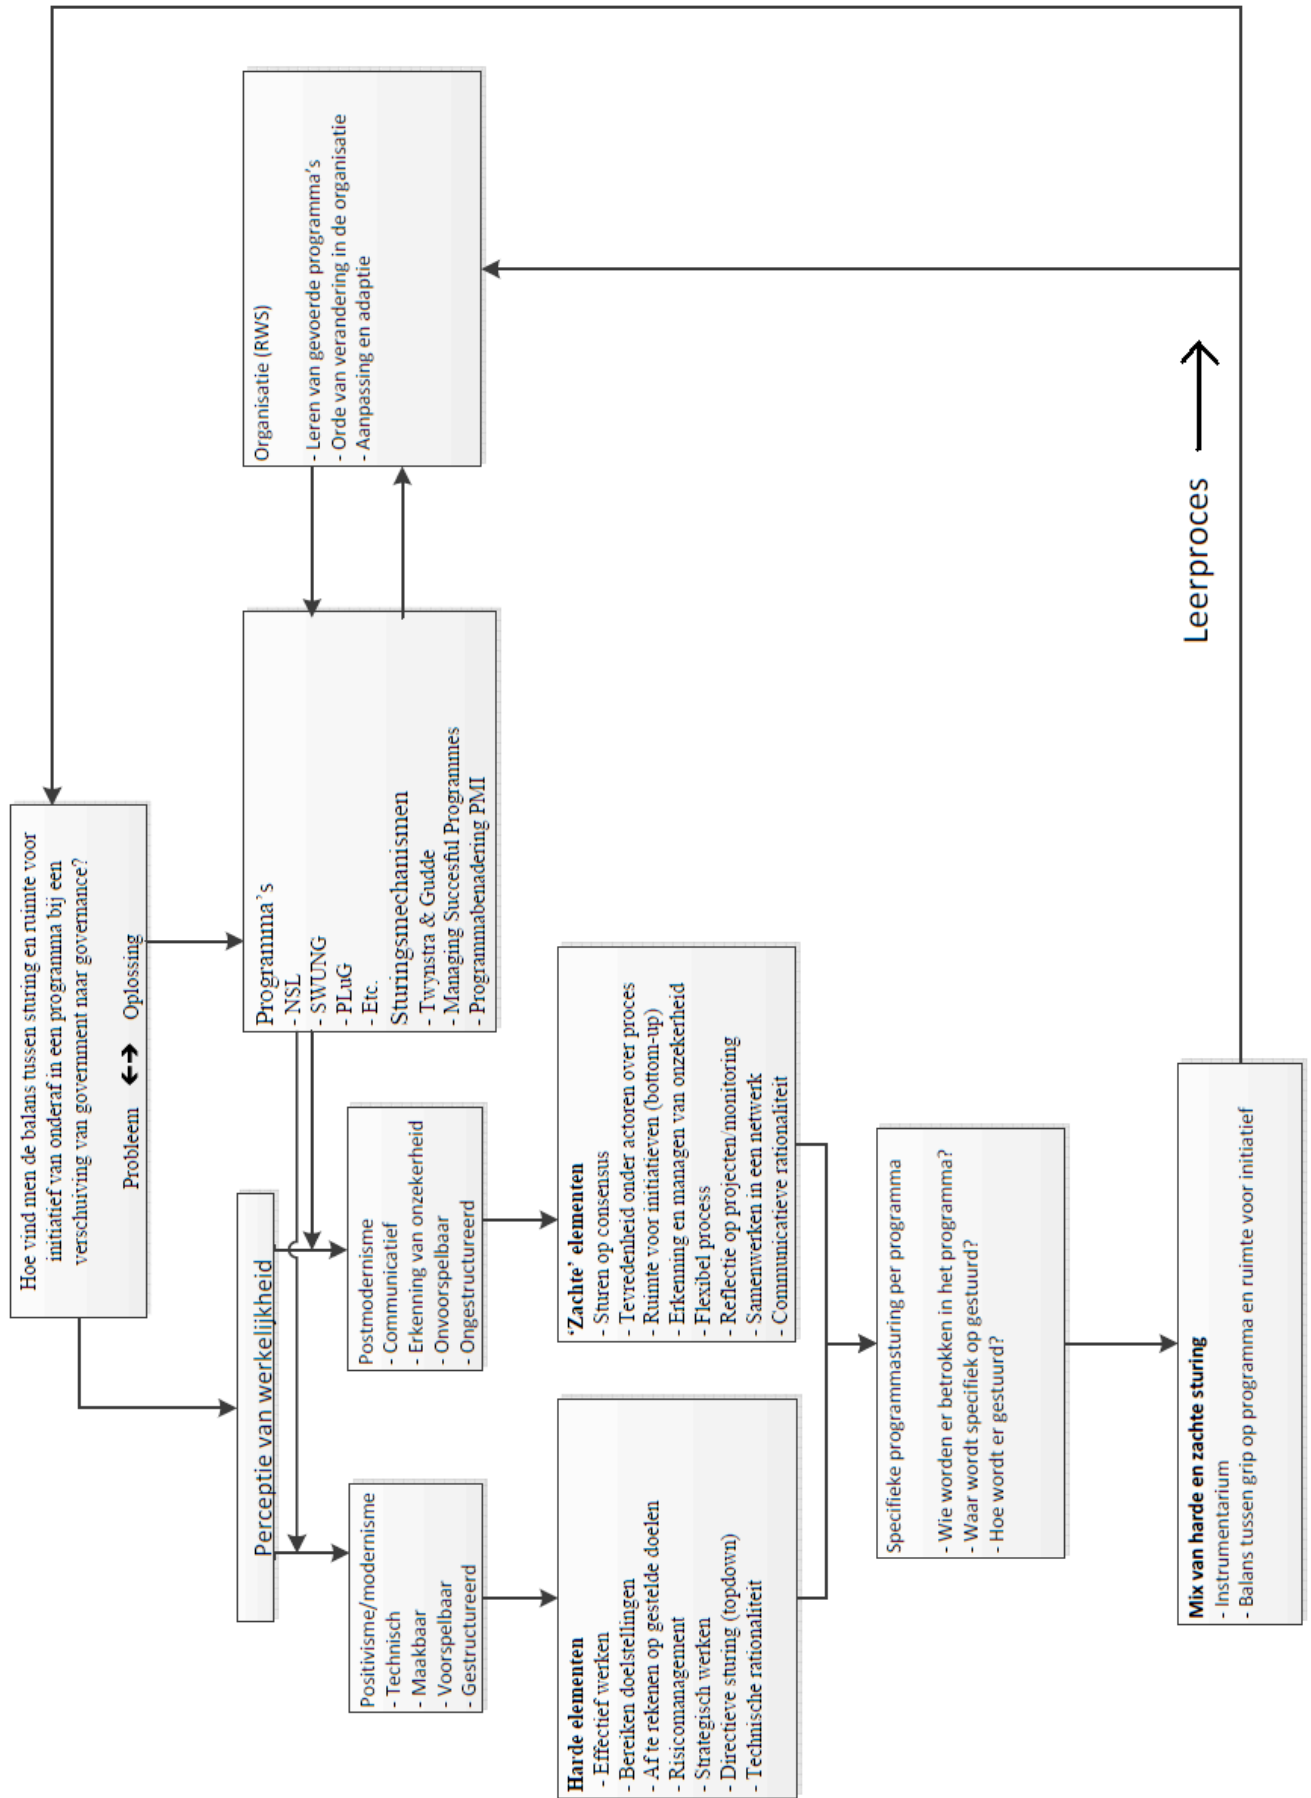 Hoe vind men de balans tussen sturing en ruimte voor
initiatief van onderaf in een programma bij een
verschuiving van government naar governance?
Probleem ↔ Oplossing
Perceptie van werkelijkheid
Positivisme/modernisme
- Technisch
- Maakbaar
- Voorspelbaar
- Gestructureerd
Postmodernisme
- Communicatief
- Erkenning van onzekerheid
- Onvoorspelbaar
- Ongestructureerd
Programma's
- NSL
- SWUNG
- PLuG
- Etc.
Sturingsmechanismen
- Twynstra & Gudde
- Managing Succesful Programmes
- Programmabenadering PMI
Organisatie (RWS)
- Leren van gevoerde programma's
- Orde van verandering in de organisatie
- Aanpassing en adaptie
Harde elementen
- Effectief werken
- Bereiken doelstellingen
- Af te rekenen op gestelde doelen
- Risicomanagement
- Strategisch werken
- Directieve sturing (topdown)
- Technische rationaliteit
'Zachte' elementen
- Sturen op consensus
- Tevredenheid onder actoren over proces
- Ruimte voor initiatieven (bottom-up)
- Erkenning en managen van onzekerheid
- Flexibel process
- Reflectie op projecten/monitoring
- Samenwerken in een netwerk
- Communicatieve rationaliteit
Specifieke programmasturing per programma
- Wie worden er betrokken in het programma?
- Waar wordt specifiek op gestuurd?
- Hoe wordt er gestuurd?
Mix van harde en zachte sturing
- Instrumentarium
- Balans tussen grip op programma en ruimte voor initiatief
Leerproces